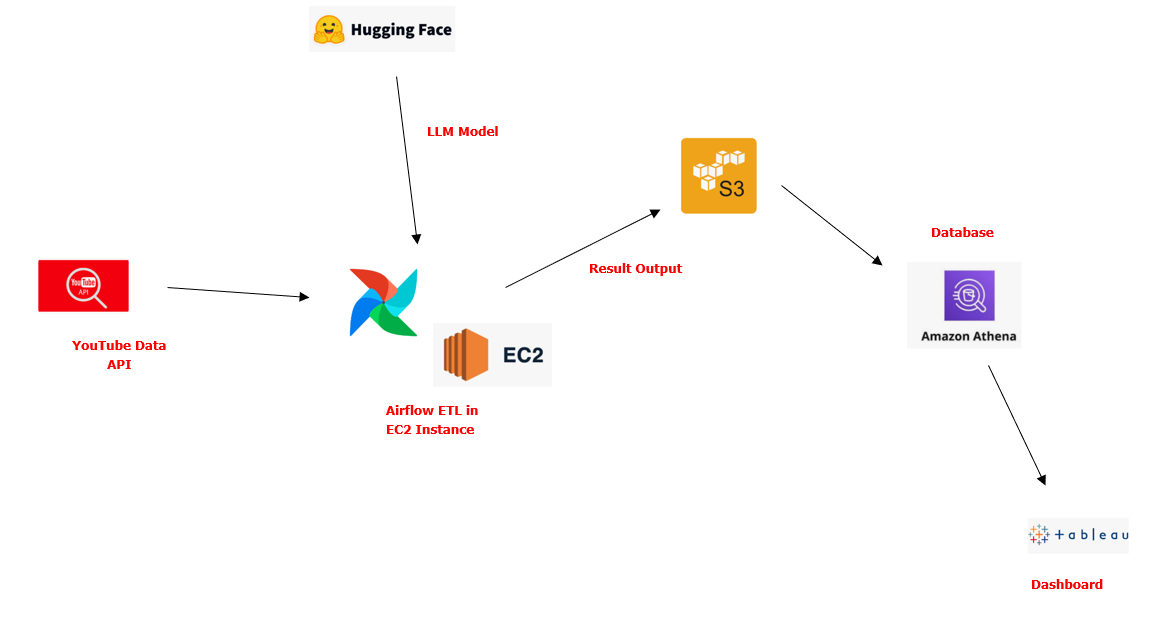 Hugging Face
LLM Model
S3
Result Output
Database
YouTube
API
YouTube Data
API
Amazon Athena
EC2
Airflow ETL in
EC2 Instance
+ a b l e a u
Dashboard